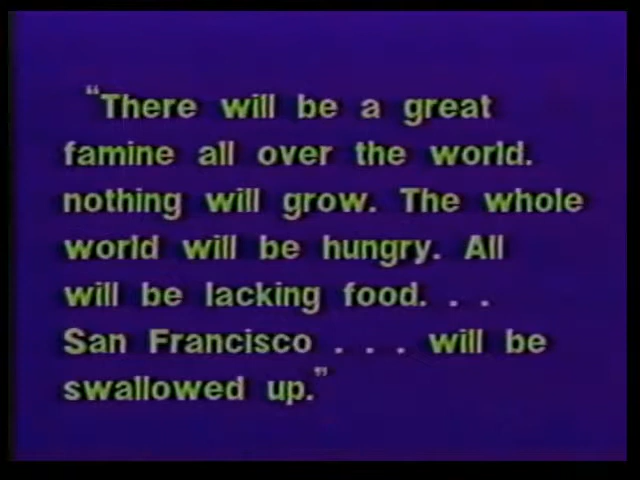 “There will be a great
famine all over the world.
nothing will grow. The whole
world will be hungry. All
will be lacking food. . .
San Francisco . . . will be
swallowed up.”